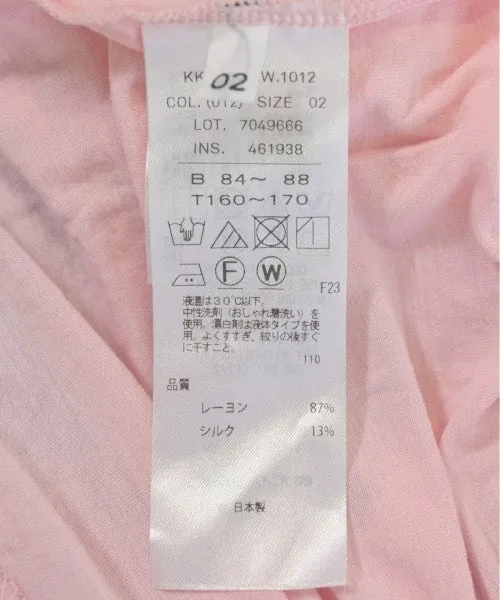 KK 02 W.1012
COL.(012) SIZE 02
LOT. 7049666
INS. 461938
B 84～ 88
T160～170
F W
F23
液温は30℃以下。
中性洗剤(おしゃれ着洗い)を
使用。漂白剤は液体タイプを使
用。よくすすぎ、絞りの後すぐ
に干すこと。
110
品質
レーヨン 87%
シルク 13%
日本製